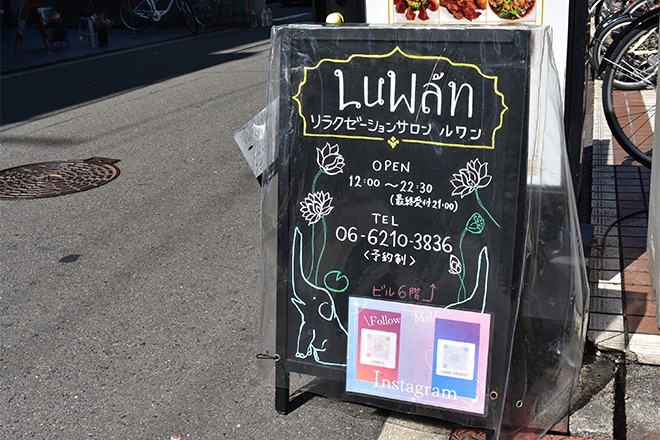 LuWân
リラクゼーションサロン ルワン
OPEN
12:00〜22:30
(最終受付21:00)
TEL
06-6210-3836
<予約制>
ビル6階↑
\Follow Me!/
Instagram